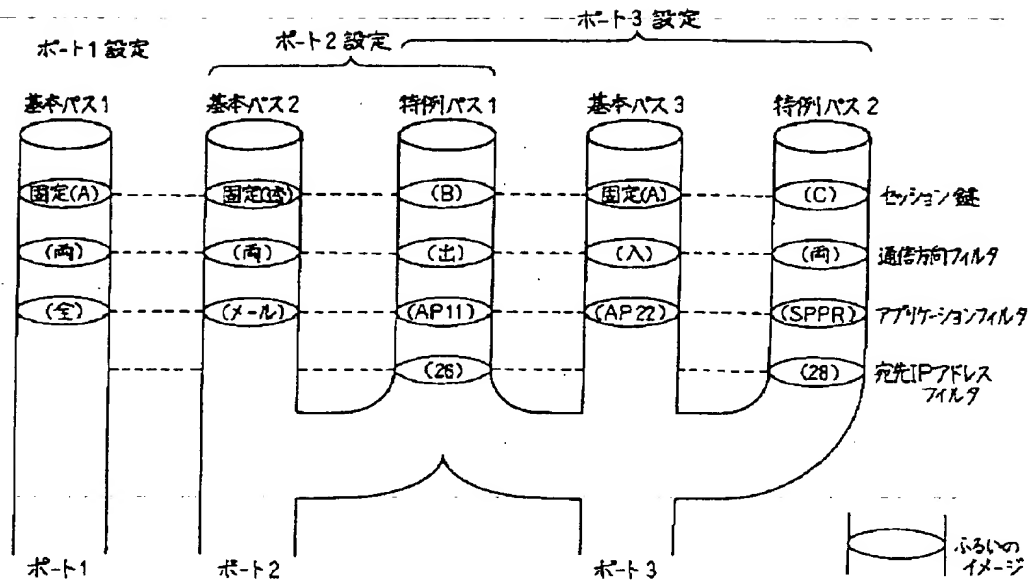 ポート3 設定
ポート1 設定
ポート2 設定
基本パス1
基本パス2
特例パス1
基本パス3
特例パス2
固定(A)
(B)
固定(A)
(C)
セッション鍵
(両)
(両)
(出)
(入)
(両)
通信方向フィルタ
(全)
(メール)
(AP11)
(AP22)
(SPPR)
アプリケーションフィルタ
(26)
(28)
宛先IPアドレス
フィルタ
ポート1
ポート2
ポート3
ふるいの
イメージ